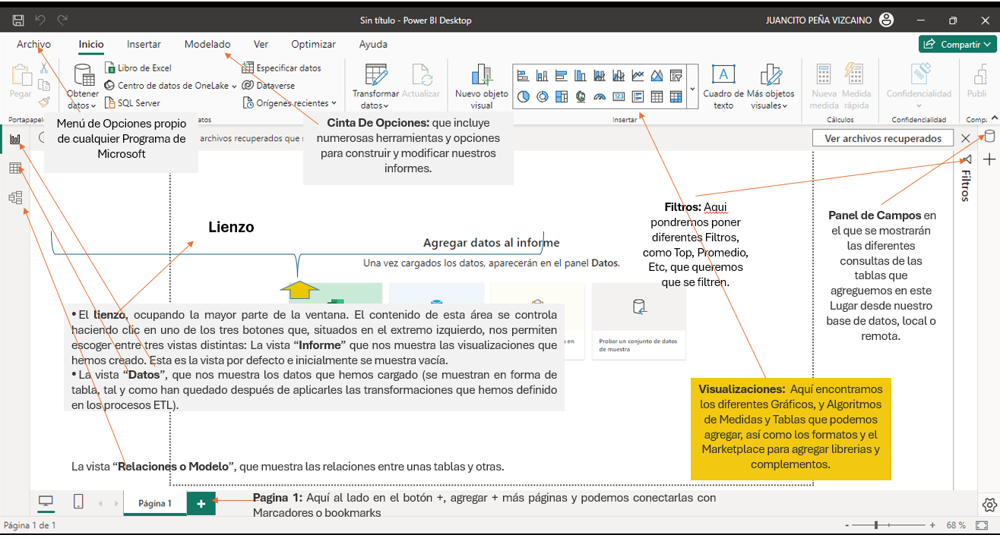 Sin título - Power BI Desktop
JUANCITO PEÑA VIZCAINO
Archivo
Inicio
Insertar
Modelado
Ver
Optimizar
Ayuda
Compartir
Pegar
Portapapel
Obtener
datos
Libro de Excel
Centro de datos de OneLake
SQL Server
Especificar datos
Dataverse
Orígenes recientes
atos
Transformar
datos
Actualizar
Nuevo objeto
visual
Cuadro de
texto
Más objetos
visuales
Insertar
Nueva
medida
Medida
rápida
Cálculos
Confidencialidad
Confidencialidad
Publi
Comp:
Menú de Opciones propio
de cualquier Programa de
Microsoft
archivos recuperados que
Cinta De Opciones: que incluye
numerosas herramientas y opciones
para construir y modificar nuestros
informes.
Ver archivos recuperados
Filtros
Lienzo
Agregar datos al informe
Una vez cargados los datos, aparecerán en el panel Datos.
Filtros: Aqui
pondremos poner
diferentes Filtros,
como Top, Promedio,
Etc, que queremos
que se filtren.
Panel de Campos en
el que se mostrarán
las diferentes
consultas de las
tablas que
agreguemos en este
Lugar desde nuestro
base de datos, local o
remota.
• El lienzo, ocupando la mayor parte de la ventana. El contenido de esta área se controla
haciendo clic en uno de los tres botones que, situados en el extremo izquierdo, nos permiten
escoger entre tres vistas distintas: La vista “Informe” que nos muestra las visualizaciones que
hemos creado. Esta es la vista por defecto e inicialmente se muestra vacía.
• La vista “Datos”, que nos muestra los datos que hemos cargado (se muestran en forma de
tabla, tal y como han quedado después de aplicarles las transformaciones que hemos definido
en los procesos ETL).
en
Probar un conjunto de datos
de muestra
Visualizaciones: Aquí encontramos
los diferentes Gráficos, y Algoritmos
de Medidas y Tablas que podemos
agregar, así como los formatos y el
Marketplace para agregar librerias y
complementos.
La vista “Relaciones o Modelo”, que muestra las relaciones entre unas tablas y otras.
Página 1
+
Pagina 1: Aquí al lado en el botón +, agregar + más páginas y podemos conectarlas con
Marcadores o bookmarks
Página 1 de 1
- + 68 %